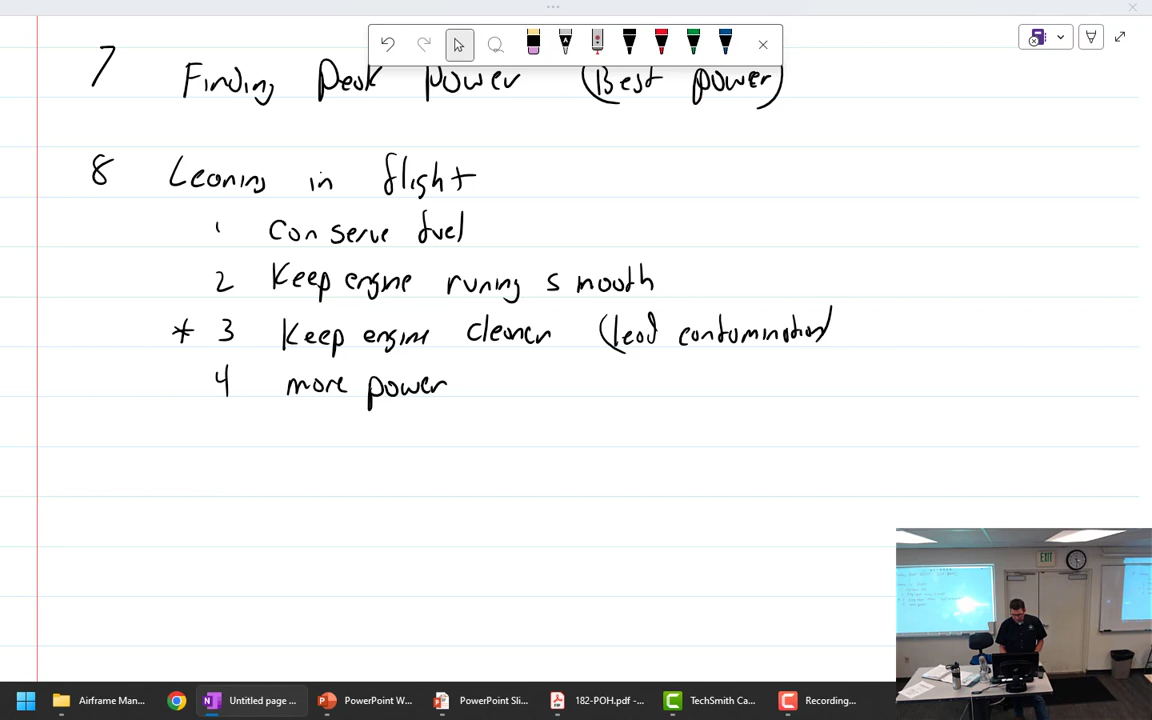 7 Finding Peak power (Best power)
8 Leaning in flight
1 Conserve fuel
2 Keep engine runing smooth
* 3 Keep engine cleaner (lead contamination)
4 more power
EXIT
Airframe Man...
Untitled page ...
PowerPoint W...
PowerPoint Sli...
182-POH.pdf -...
TechSmith Ca...
Recording...